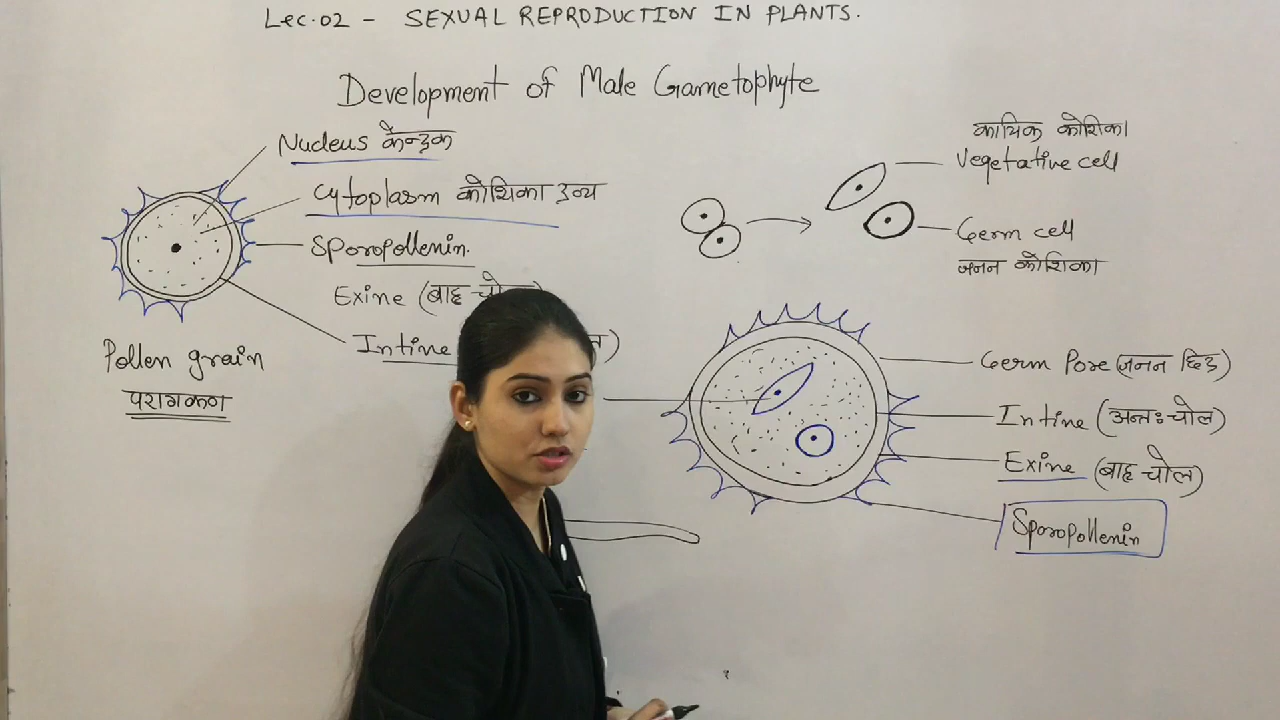 Lec.02 - SEXUAL REPRODUCTION IN PLANTS.
Development of Male Gametophyte
Nucleus केन्द्रक
Cytoplasm कोशिका द्रव्य
Sporopollenin.
Exine (बाह्य चोल)
Intine
Pollen grain
परागकण
कायिक कोशिका
Vegetative cell
Germ cell
जनन कोशिका
Germ Pore (जनन छिद्र)
Intine (अन्तः चोल)
Exine (बाह्य चोल)
Sporopollenin